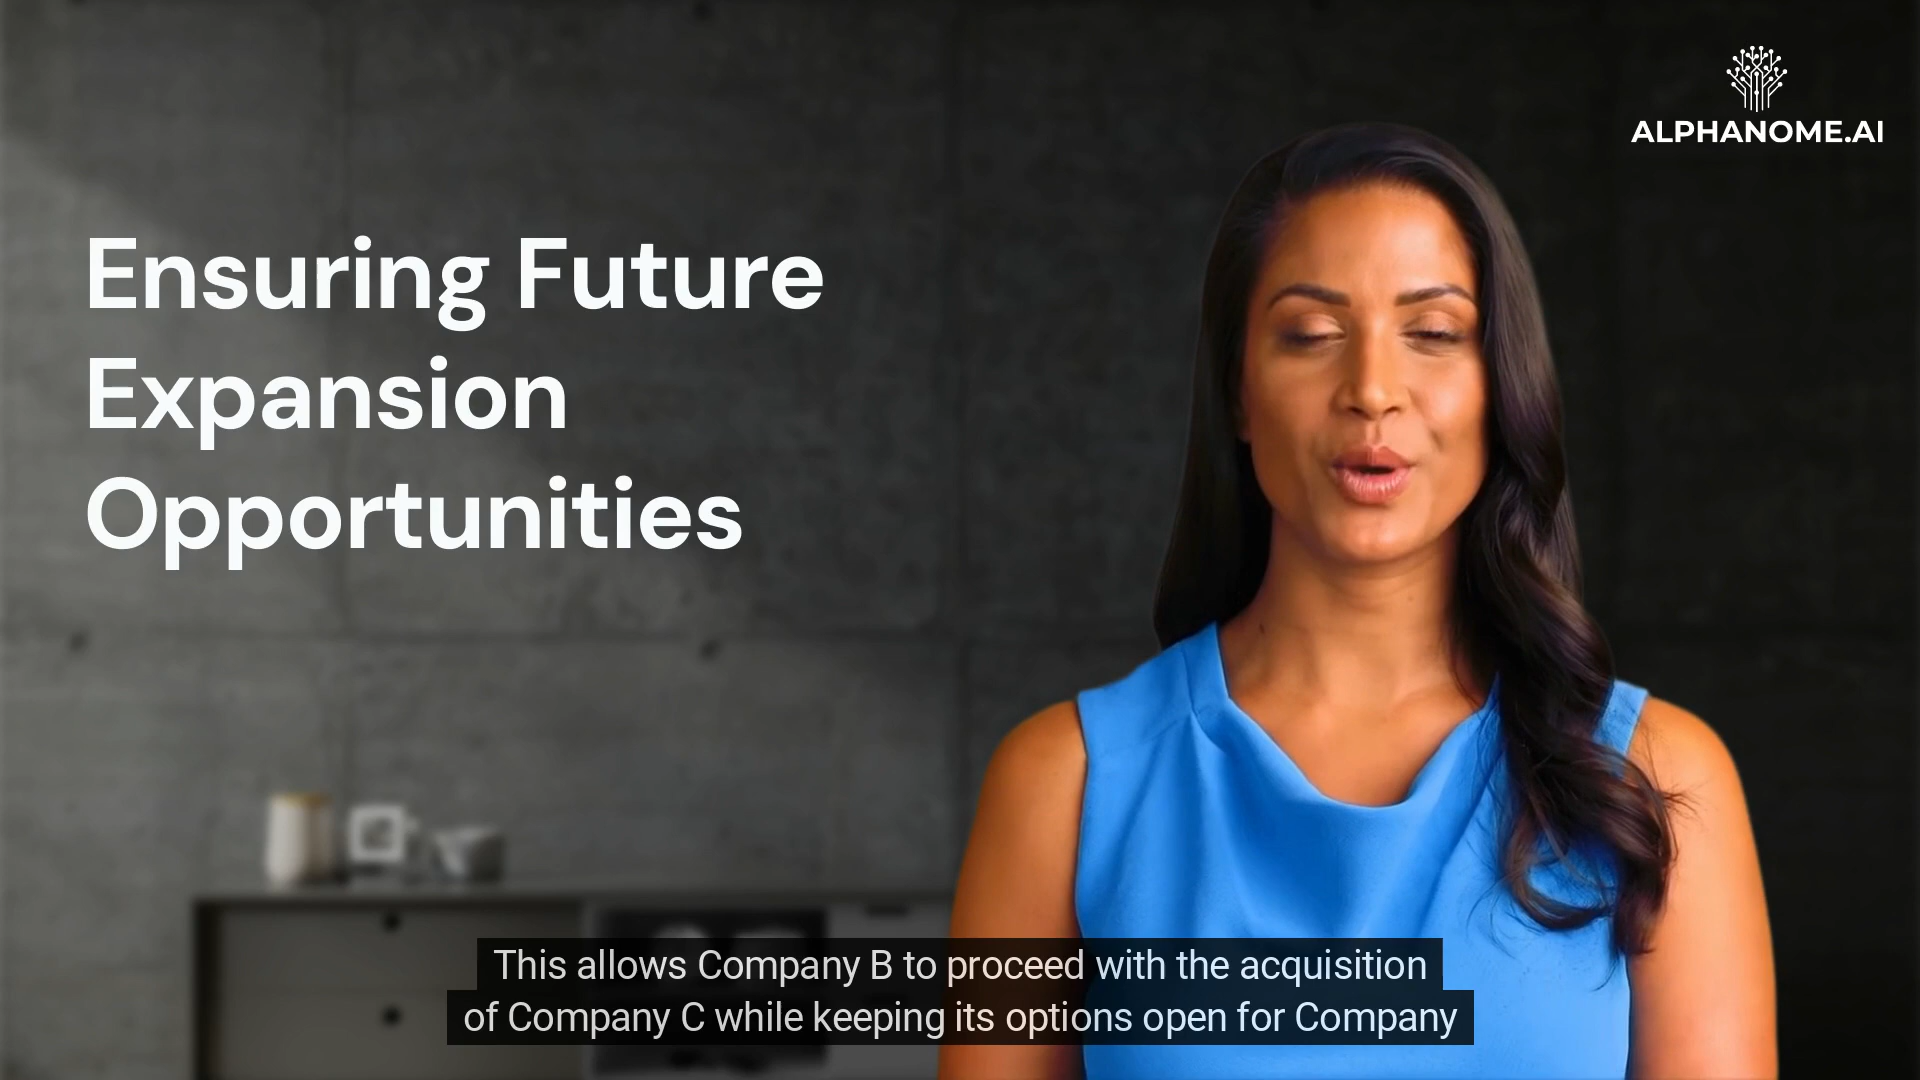 ALPHANOME.AI
Ensuring Future
Expansion
Opportunities
This allows Company B to proceed with the acquisition
of Company C while keeping its options open for Company